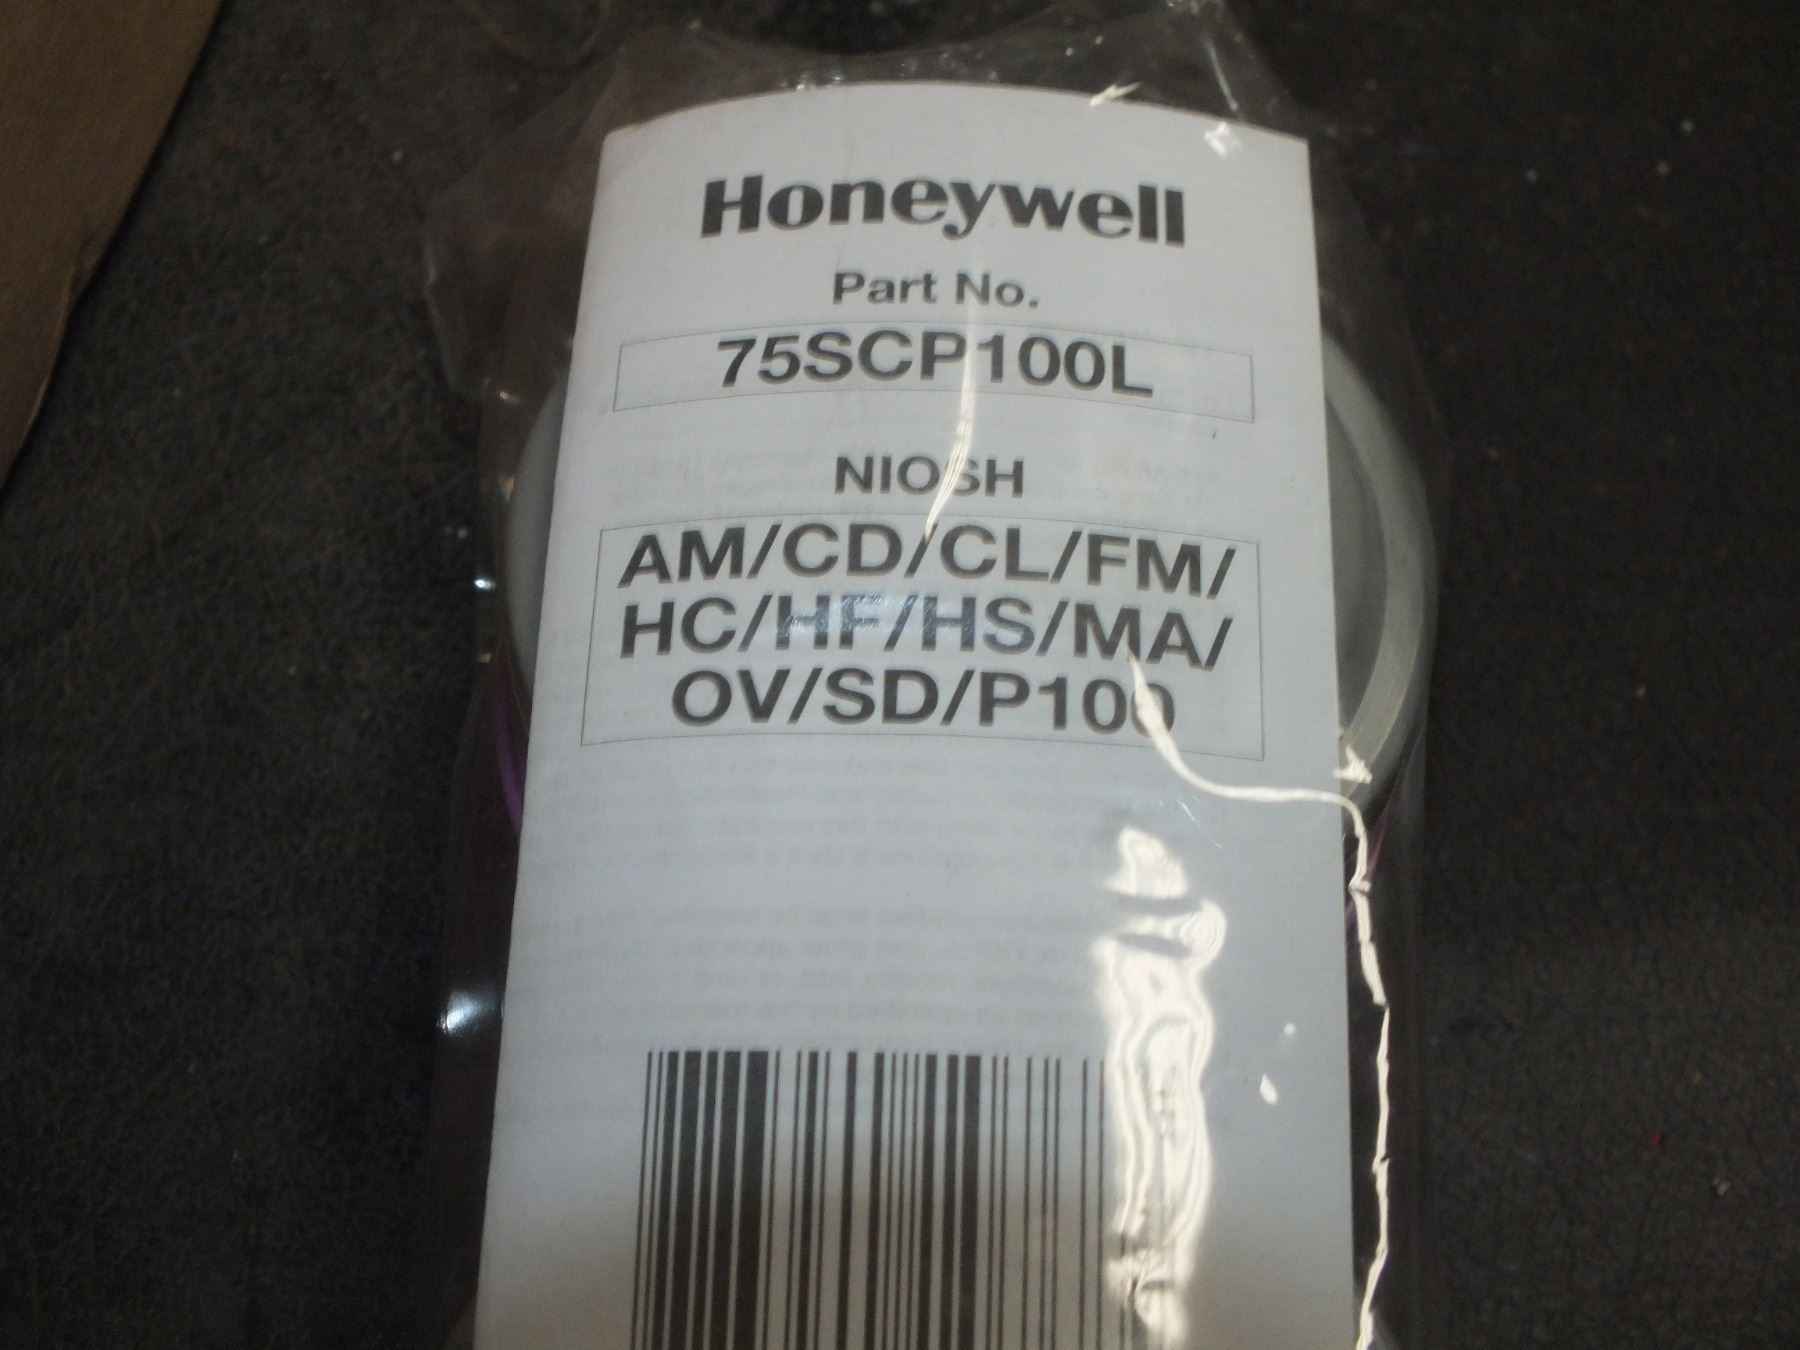 Honeywell
Part No.
75SCP100L
NIOSH
AM/CD/CL/FM/
HC/HF/HS/MA/
OV/SD/P100